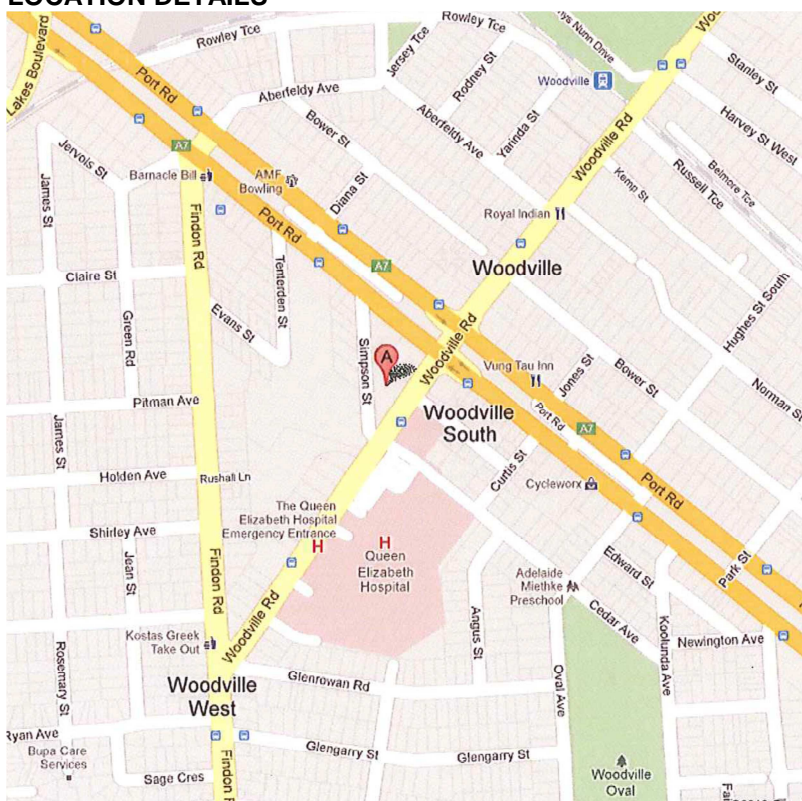 LOCATION DETAILS
Lakes Boulevard
Port Rd
Rowley Tce
Jersey Tce
Rowley Tce
Rodney St
Nunn Drive
Woodville
Stanley St
Harvey St West
Aberfeldy Ave
Bower St
Aberfeldy Ave
Yarinda St
Woodville Rd
Jervois St
A7
Barnacle Bill
AMF
Bowling
Diana St
Kemp St
Russell Tce
Belmore Tce
James St
Port Rd
Findon Rd
Royal Indian
A7
Woodville
Claire St
Green Rd
Tenterden St
Evans St
Simpson St
A
Woodville Rd
Hughes St South
Vung Tau Inn
Jones St
Bower St
Norman St
Pitman Ave
Woodville
South
Port Rd
A7
James St
Curtis St
Holden Ave
Rushall Ln
Cycleworx
Port Rd
The Queen
Elizabeth Hospital
Emergency Entrance
H
H
Queen
Elizabeth
Hospital
Shirley Ave
Jean St
Findon Rd
Adelaide
Miethke
Preschool
Edward St
Park St
Cedar Ave
Koolunda Ave
Newington Ave
Woodville Rd
Angus St
Kostas Greek
Take Out
Rosemary St
Glenrowan Rd
Oval Ave
Woodville
West
Ryan Ave
Bupa Care
Services
Glengarry St
Glengarry St
Sage Cres
Findon
Woodville
Oval